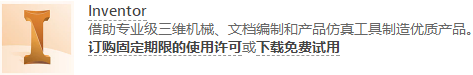 I
Inventor
借助专业级三维机械、文档编制和产品仿真工具制造优质产品。
订购固定期限的使用许可或下载免费试用